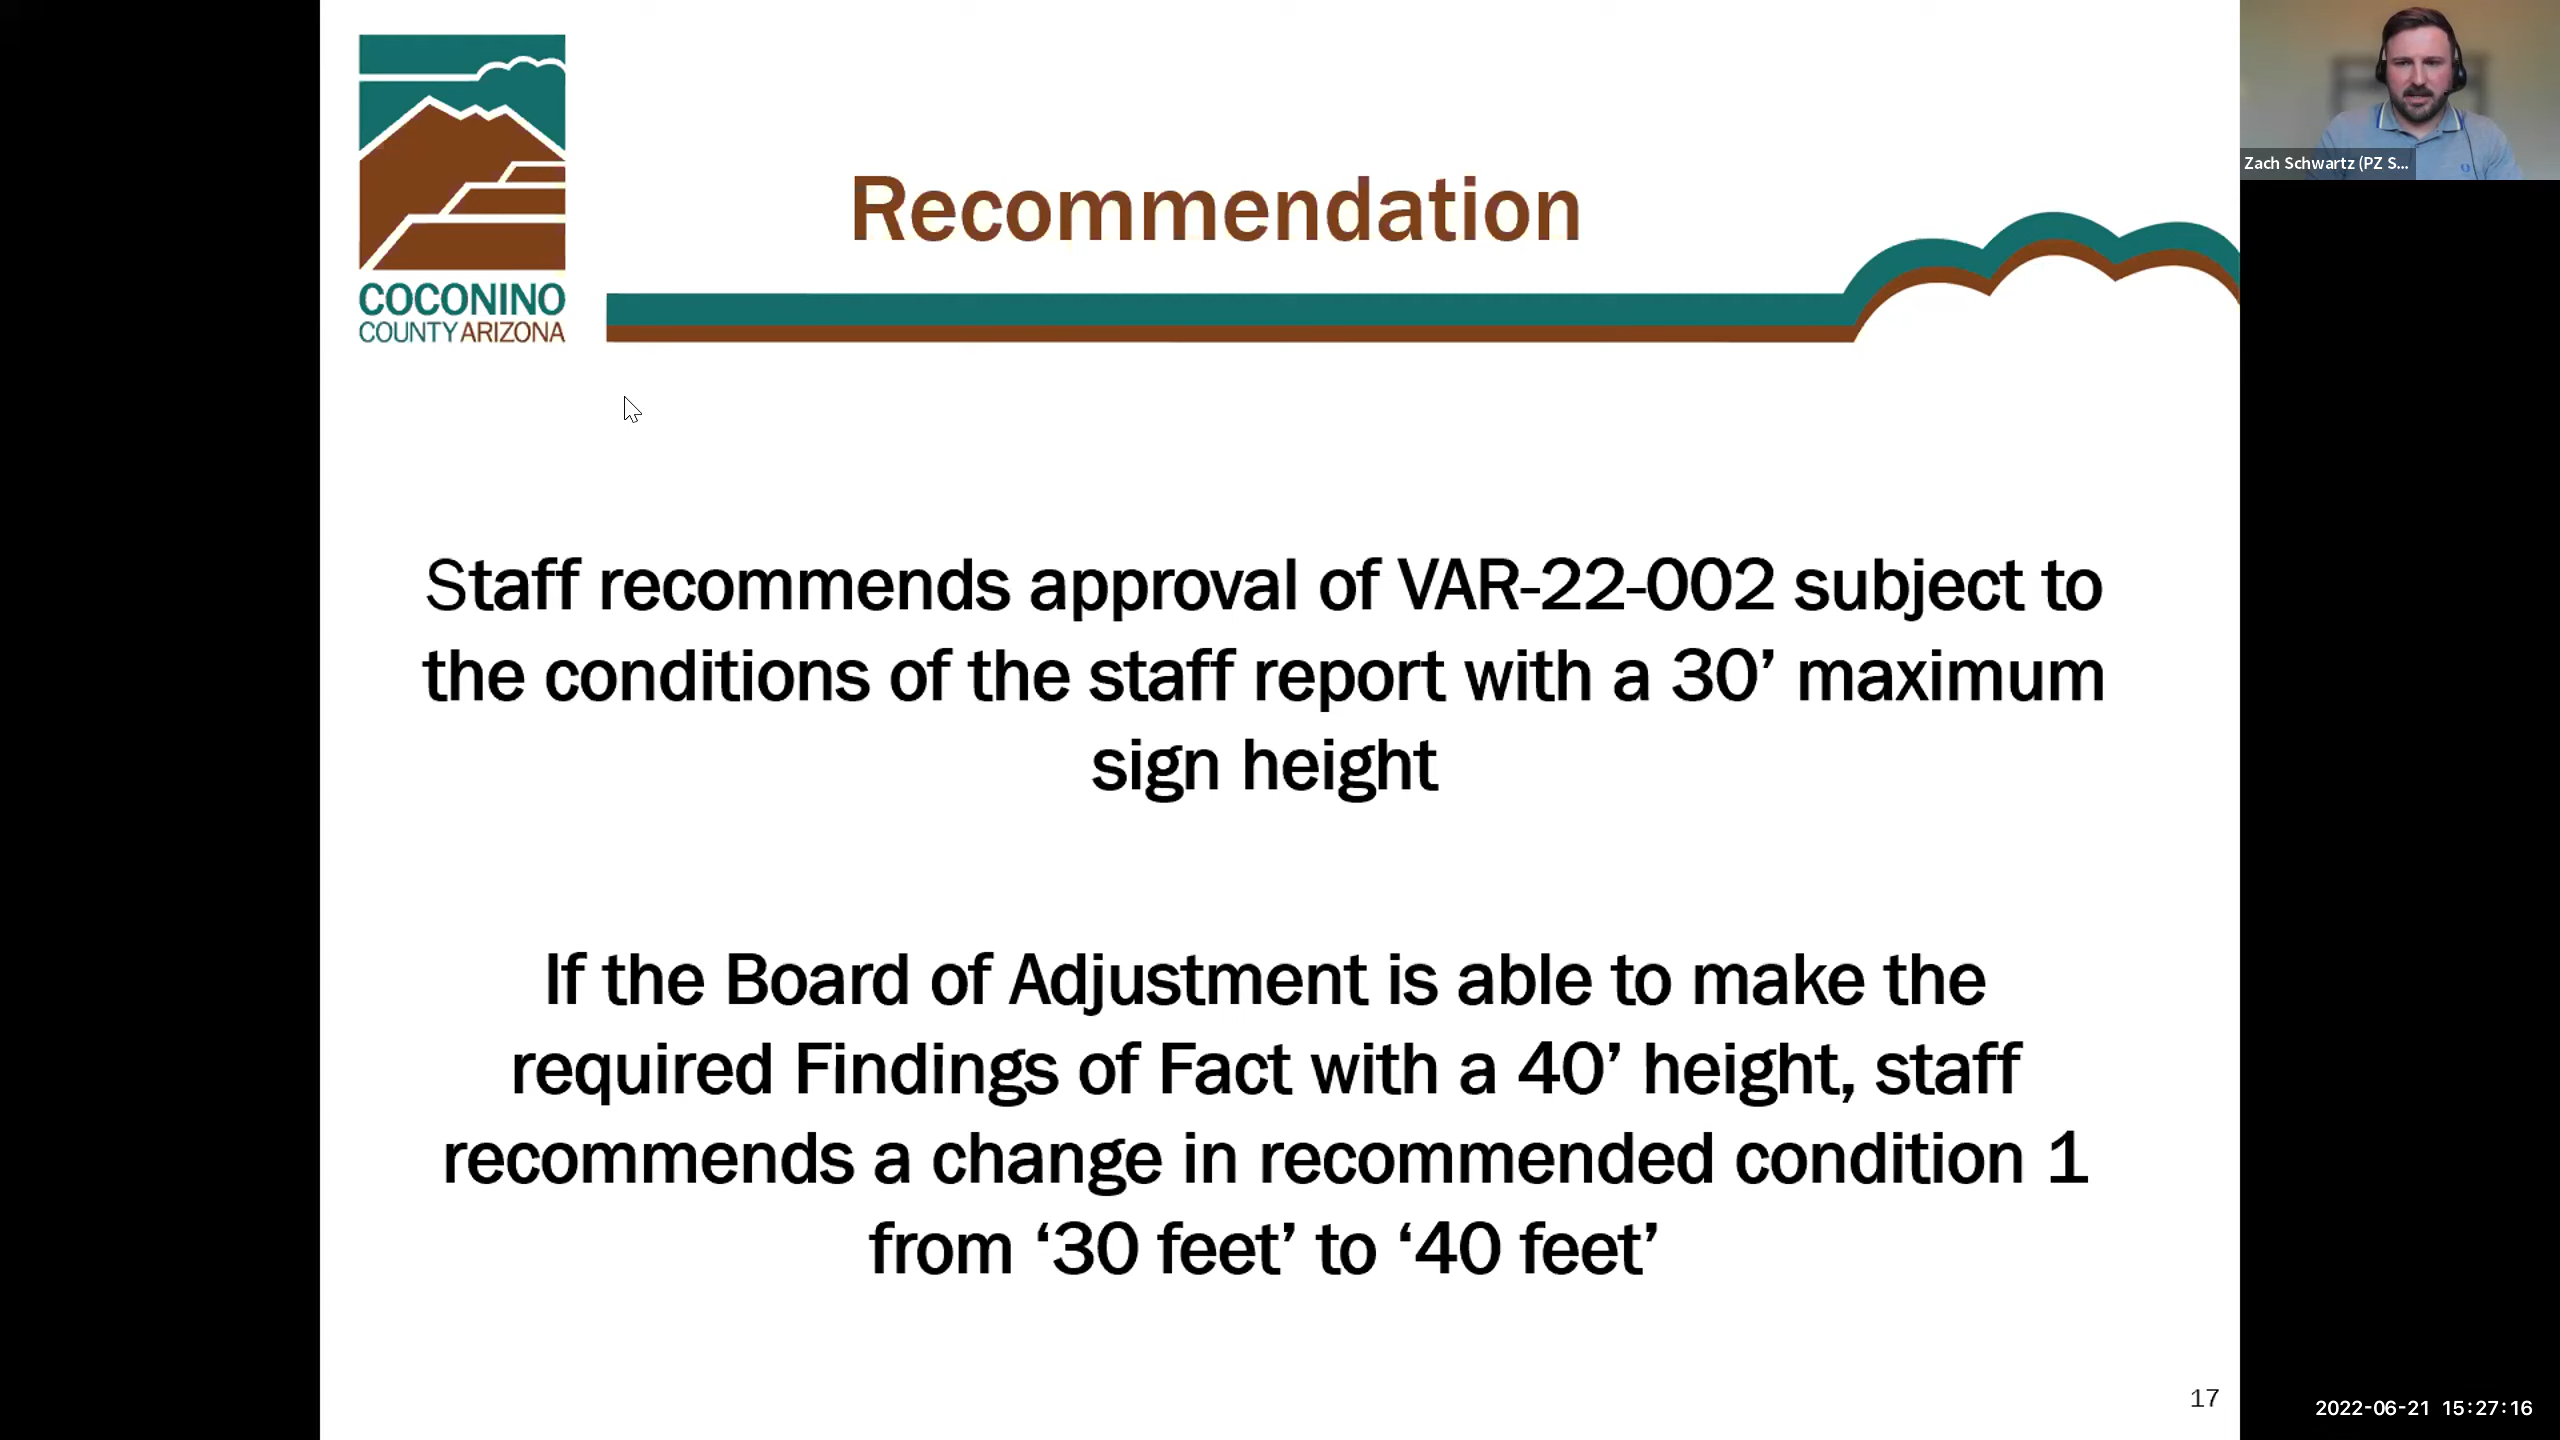 Zach Schwartz (PZ S...
Recommendation
COCONINO
COUNTY ARIZONA
Staff recommends approval of VAR-22-002 subject to
the conditions of the staff report with a 30’ maximum
sign height
If the Board of Adjustment is able to make the
required Findings of Fact with a 40’ height, staff
recommends a change in recommended condition 1
from ‘30 feet’ to ‘40 feet’
17
2022-06-21 15:27:16